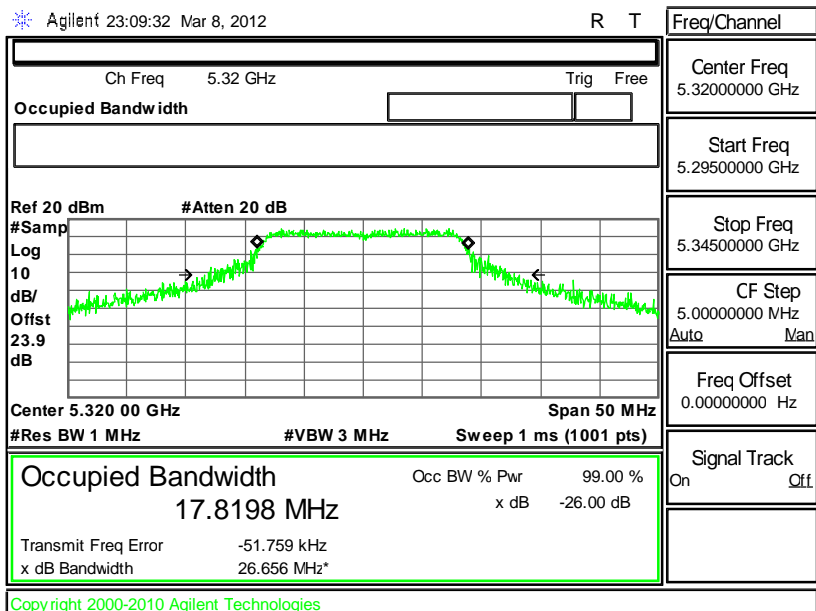 Agilent 23:09:32 Mar 8, 2012 R T
Ch Freq 5.32 GHz Trig Free
Occupied Bandwidth
Ref 20 dBm #Atten 20 dB
#Samp
Log
10
dB/
Offst
23.9
dB
Center 5.320 00 GHz Span 50 MHz
#Res BW 1 MHz #VBW 3 MHz Sweep 1 ms (1001 pts)
Occupied Bandwidth
17.8198 MHz
Occ BW % Pwr 99.00 %
x dB -26.00 dB
Transmit Freq Error -51.759 kHz
x dB Bandwidth 26.656 MHz*
Copyright 2000-2010 Agilent Technologies
Freq/Channel
Center Freq
5.32000000 GHz
Start Freq
5.29500000 GHz
Stop Freq
5.34500000 GHz
CF Step
5.00000000 MHz
Auto Man
Freq Offset
0.00000000 Hz
Signal Track
On Off